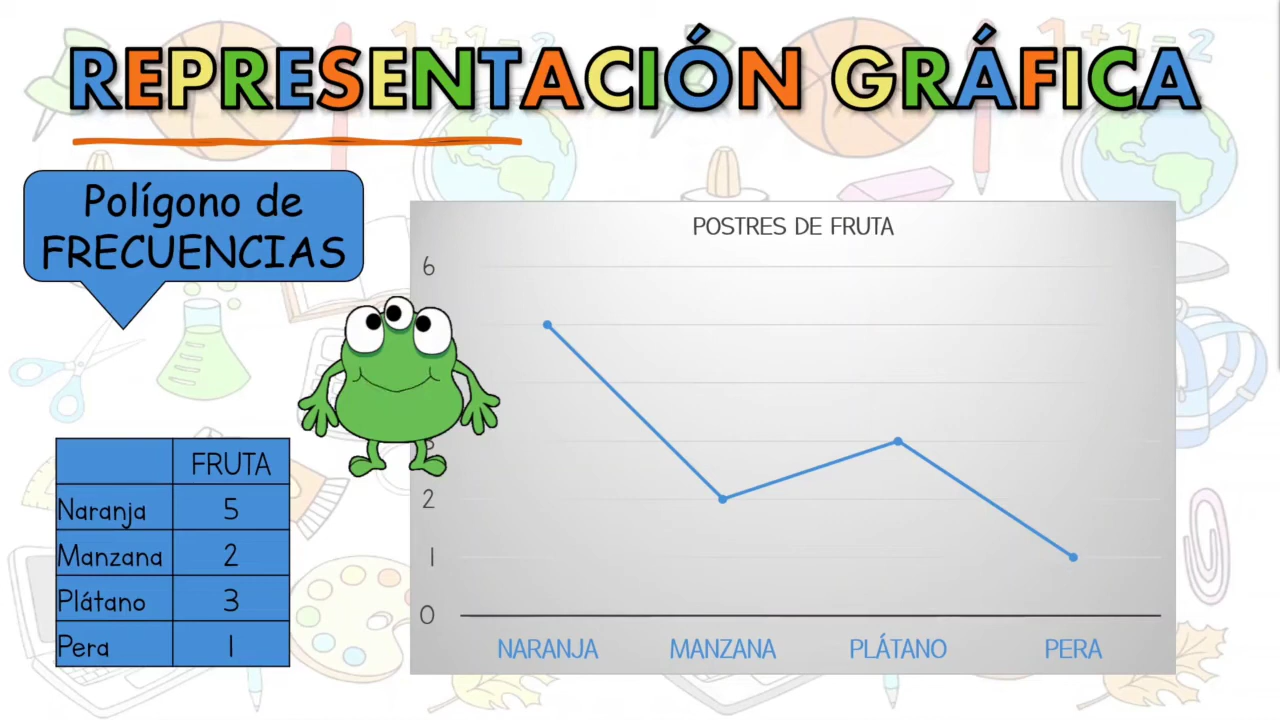 REPRESENTACIÓN GRÁFICA
Polígono de
FRECUENCIAS
FRUTA
Naranja 5
Manzana 2
Plátano 3
Pera 1
POSTRES DE FRUTA
6
2
1
0
NARANJA MANZANA PLÁTANO PERA